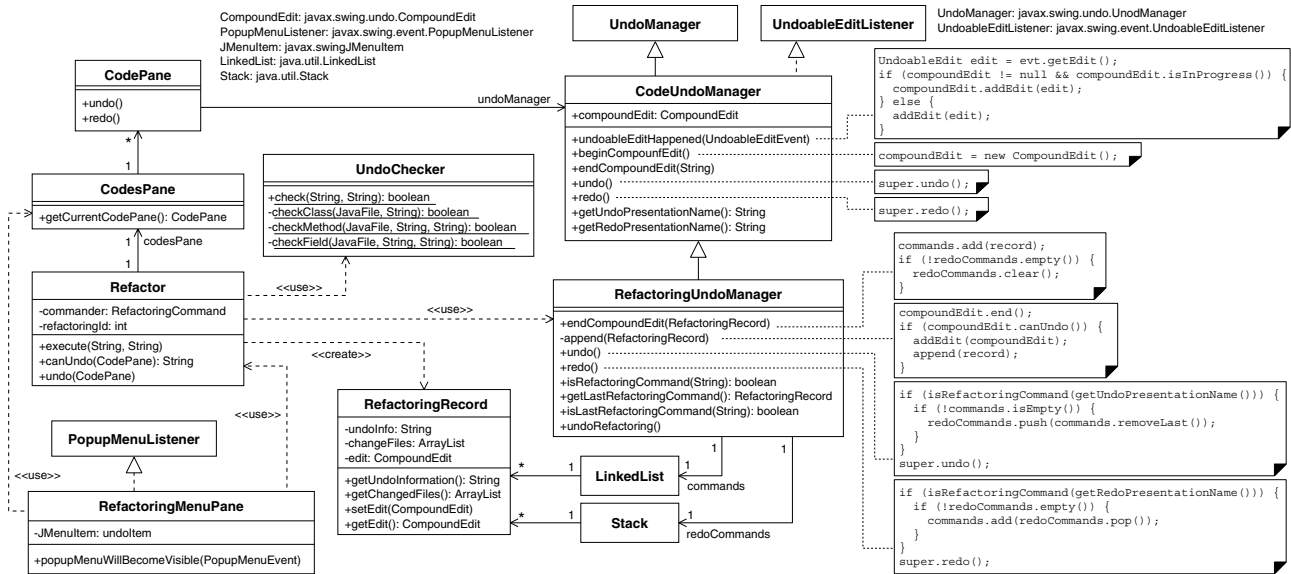 CompoundEdit: javax.swing.undo.CompoundEdit
PopupMenuListener: javax.swing.event.PopupMenuListener
JMenuItem: javax.swingJMenuItem
LinkedList: java.util.LinkedList
Stack: java.util.Stack
UndoManager
UndoableEditListener
UndoManager: javax.swing.undo.UnodManager
UndoableEditListener: javax.swing.event.UndoableEditListener
CodePane
+undo()
+redo()
undoManager
*
1
CodesPane
+getCurrentCodePane(): CodePane
1
codesPane
1
UndoChecker
+check(String, String): boolean
-checkClass(JavaFile, String): boolean
-checkMethod(JavaFile, String, String): boolean
-checkField(JavaFile, String, String): boolean
CodeUndoManager
+compoundEdit: CompoundEdit
+undoableEditHappened(UndoableEditEvent)
+beginCompounfEdit()
+endCompoundEdit(String)
+undo()
+redo()
+getUndoPresentationName(): String
+getRedoPresentationName(): String
UndoableEdit edit = evt.getEdit();
if (compoundEdit != null && compoundEdit.isInProgress()) {
compoundEdit.addEdit(edit);
} else {
addEdit(edit);
}
compoundEdit = new CompoundEdit();
super.undo();
super.redo();
Refactor
-commander: RefactoringCommand
-refactoringId: int
+execute(String, String)
+canUndo(CodePane): String
+undo(CodePane)
<<use>>
<<use>>
<<create>>
<<use>>
<<use>>
RefactoringUndoManager
+endCompoundEdit(RefactoringRecord)
-append(RefactoringRecord)
+undo()
+redo()
+isRefactoringCommand(String): boolean
+getLastRefactoringCommand(): RefactoringRecord
+isLastRefactoringCommand(String): boolean
+undoRefactoring()
commands.add(record);
if (!redoCommands.empty()) {
redoCommands.clear();
}
compoundEdit.end();
if (compoundEdit.canUndo()) {
addEdit(compoundEdit);
append(record);
}
if (isRefactoringCommand(getUndoPresentationName())) {
if (!commands.isEmpty()) {
redoCommands.push(commands.removeLast());
}
}
super.undo();
if (isRefactoringCommand(getRedoPresentationName())) {
if (!redoCommands.empty()) {
commands.add(redoCommands.pop());
}
}
super.redo();
RefactoringRecord
-undoInfo: String
-changeFiles: ArrayList
-edit: CompoundEdit
+getUndoInformation(): String
+getChangedFiles(): ArrayList
+setEdit(CompoundEdit)
+getEdit(): CompoundEdit
PopupMenuListener
RefactoringMenuPane
-JMenuItem: undoItem
+popupMenuWillBecomeVisible(PopupMenuEvent)
1
1
*
1
LinkedList
1
commands
*
1
Stack
1
redoCommands